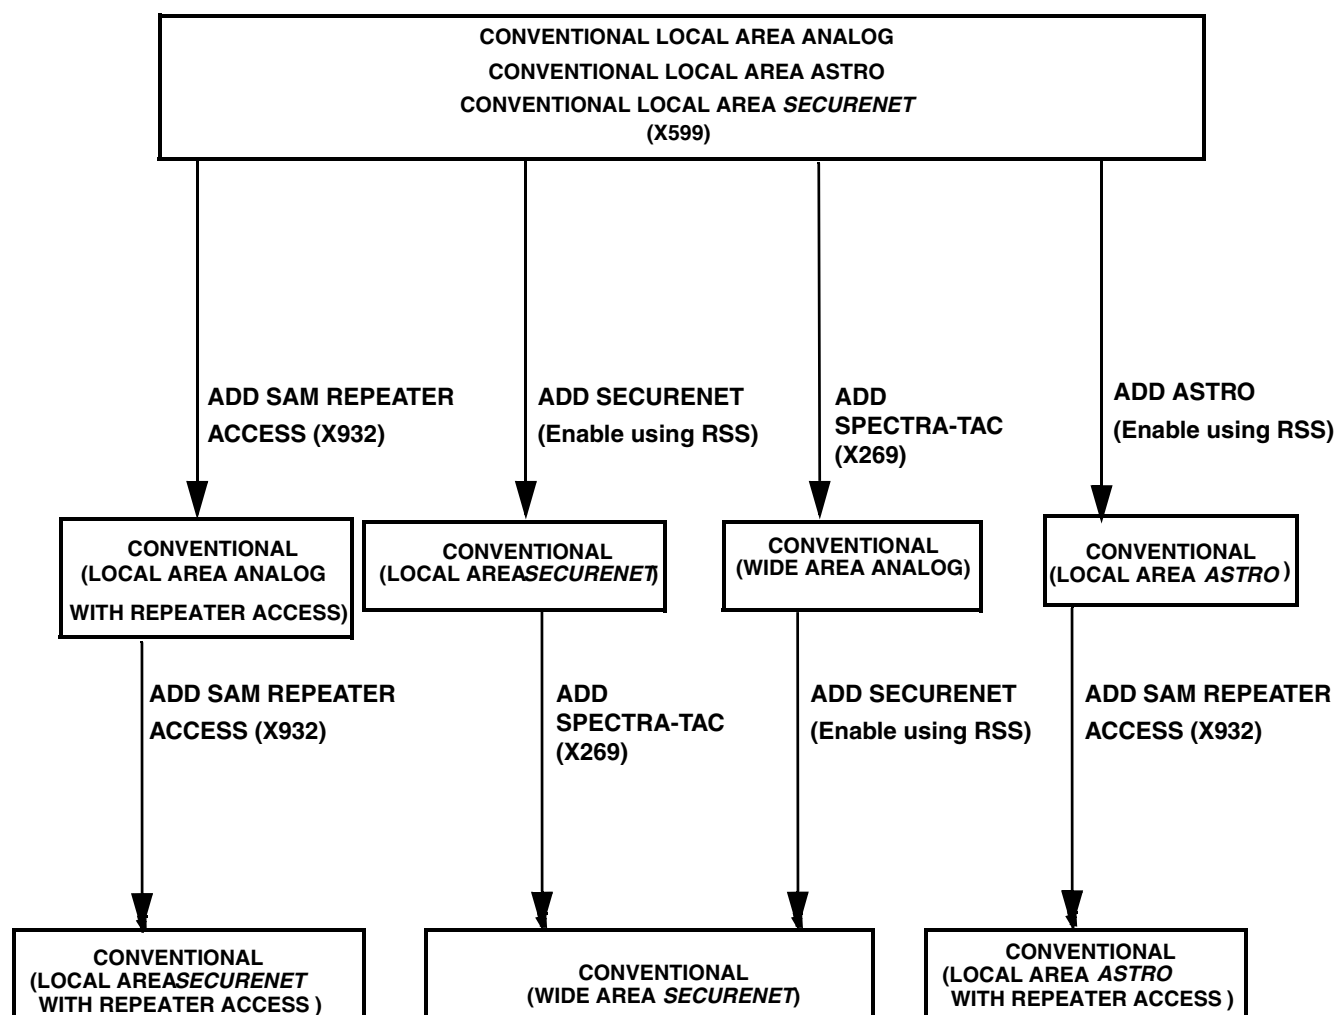 CONVENTIONAL LOCAL AREA ANALOG
CONVENTIONAL LOCAL AREA ASTRO
CONVENTIONAL LOCAL AREA SECURENET
(X599)
ADD SAM REPEATER
ACCESS (X932)
ADD SECURENET
(Enable using RSS)
ADD
SPECTRA-TAC
(X269)
ADD ASTRO
(Enable using RSS)
CONVENTIONAL
(LOCAL AREA ANALOG
WITH REPEATER ACCESS)
CONVENTIONAL
(LOCAL AREASECURENET)
CONVENTIONAL
(WIDE AREA ANALOG)
CONVENTIONAL
(LOCAL AREA ASTRO)
ADD SAM REPEATER
ACCESS (X932)
ADD
SPECTRA-TAC
(X269)
ADD SECURENET
(Enable using RSS)
ADD SAM REPEATER
ACCESS (X932)
CONVENTIONAL
(LOCAL AREASECURENET
WITH REPEATER ACCESS )
CONVENTIONAL
(WIDE AREA SECURENET)
CONVENTIONAL
(LOCAL AREA ASTRO
WITH REPEATER ACCESS )